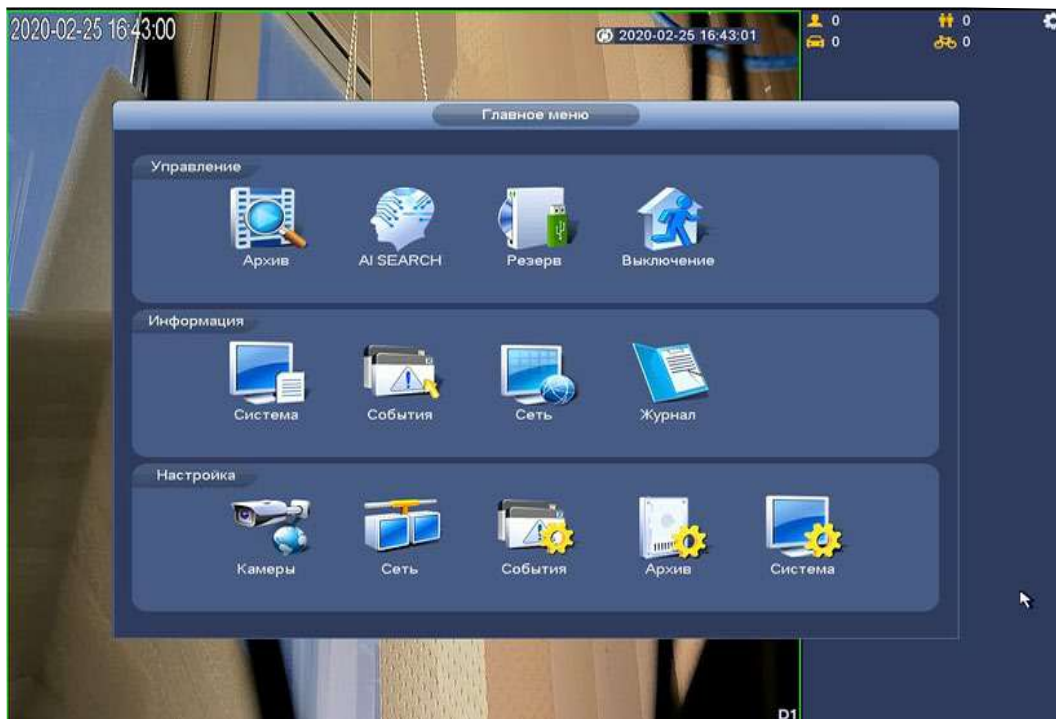 2020-02-25 16:43:00
2020-02-25 16:43:01
0 0
0 0
Главное меню
Управление
Архив AI SEARCH Резерв Выключение
Информация
Система События Сеть Журнал
Настройка
Камеры Сеть События Архив Система
D1